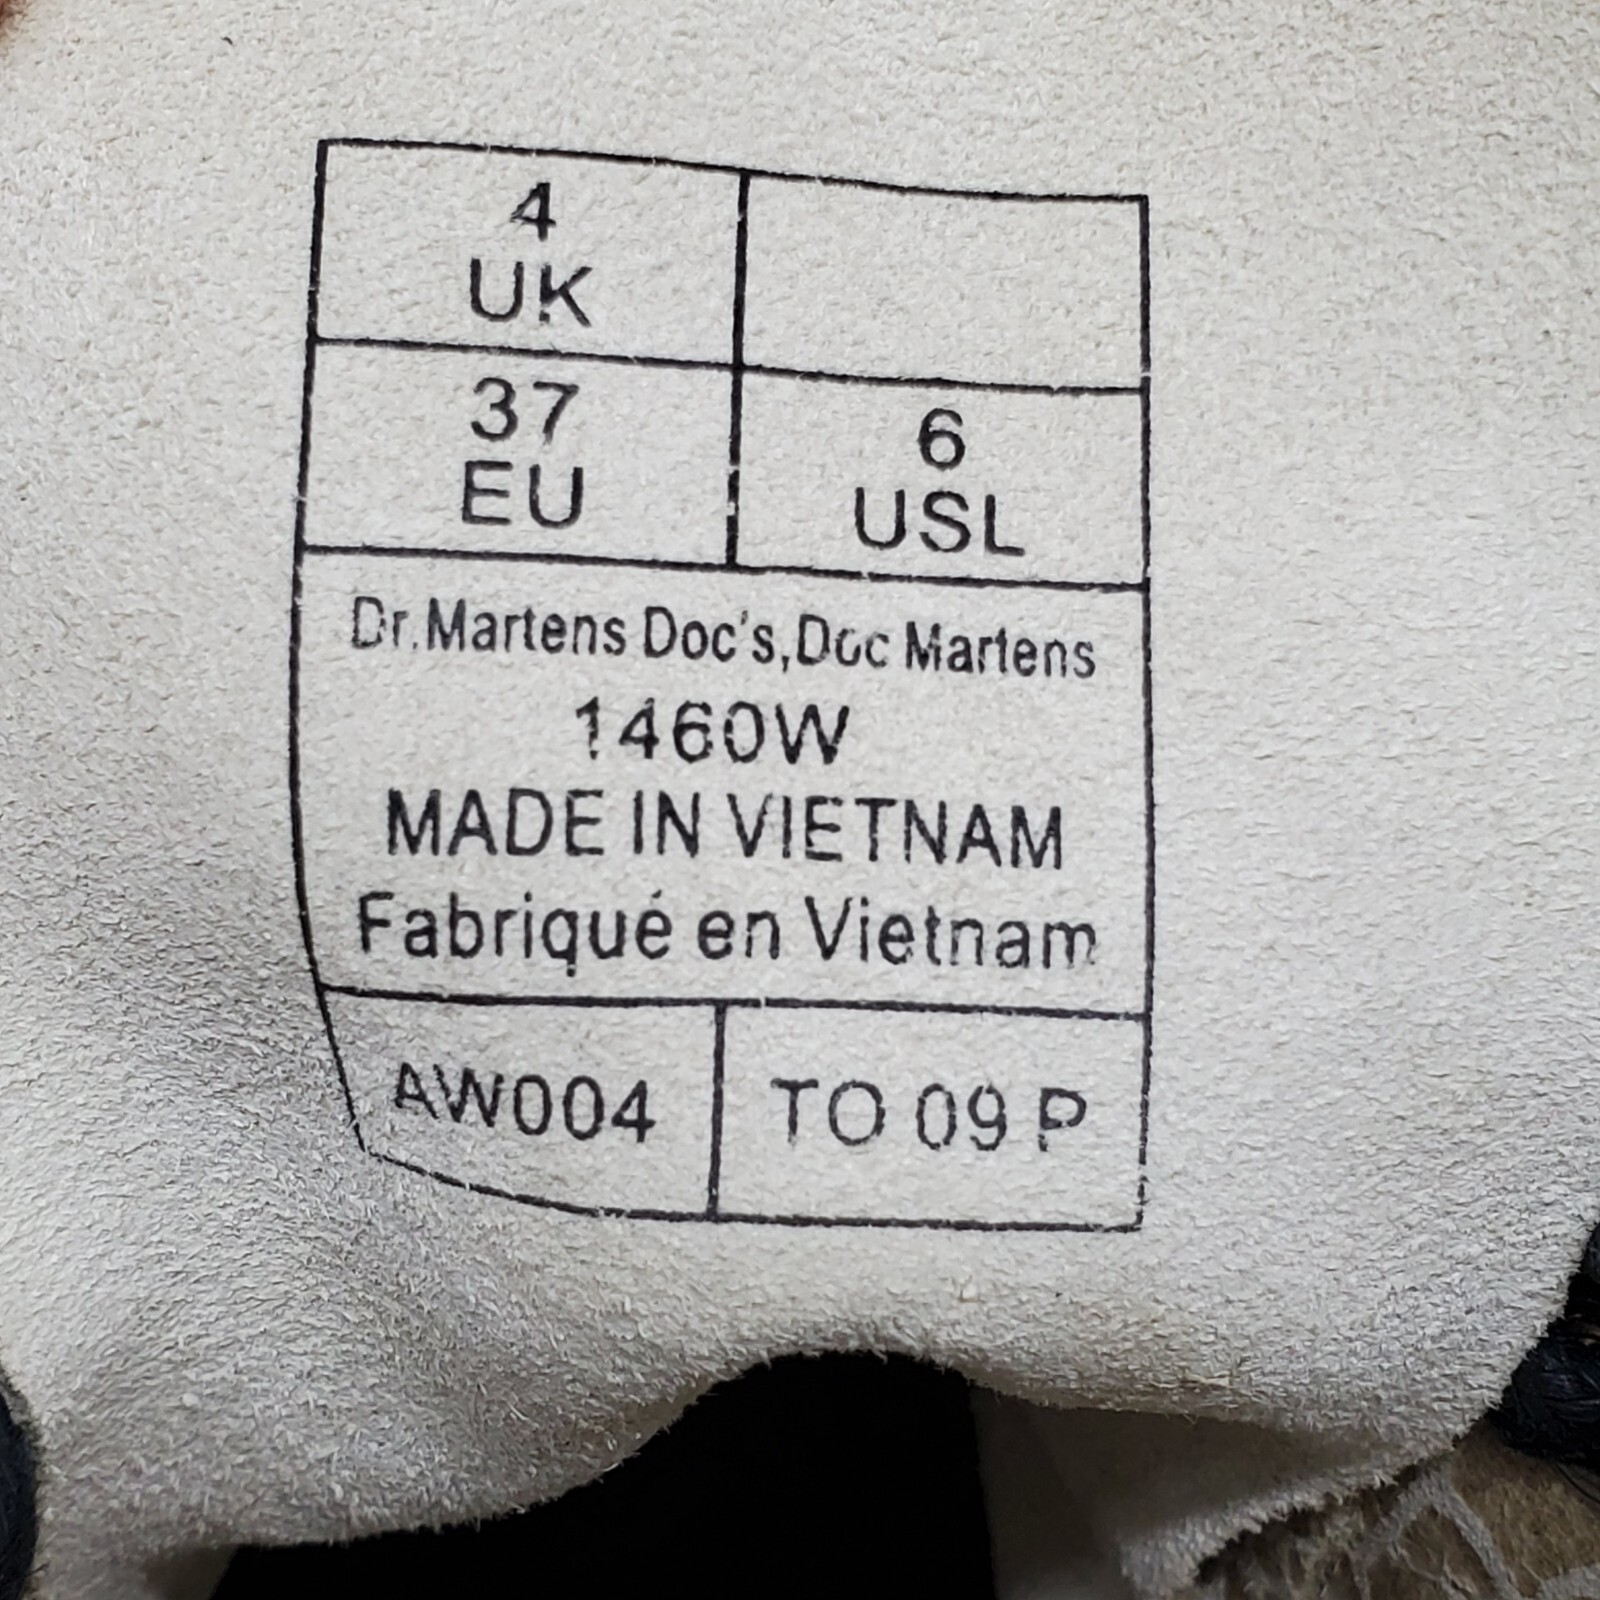 4
UK
37
EU
6
USL
Dr.Martens Doc's,Doc Martens
1460W
MADE IN VIETNAM
Fabriqué en Vietnam
AW004
TO 09 P